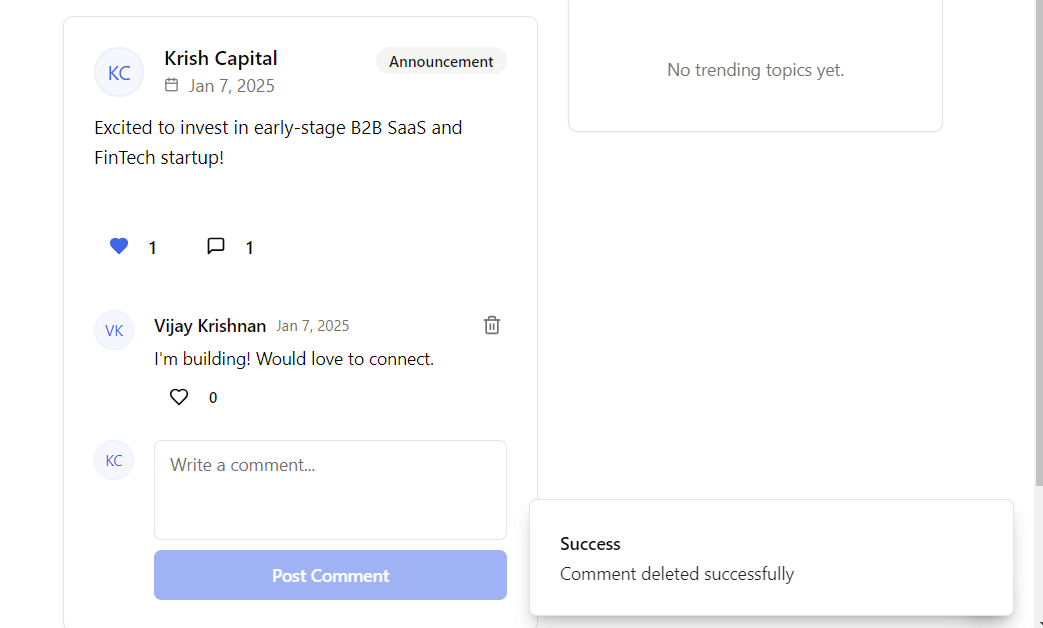 KC
Krish Capital
Announcement
Jan 7, 2025
Excited to invest in early-stage B2B SaaS and
FinTech startup!
1 1
VK
Vijay Krishnan Jan 7, 2025
I'm building! Would love to connect.
0
KC
Write a comment...
Post Comment
No trending topics yet.
Success
Comment deleted successfully